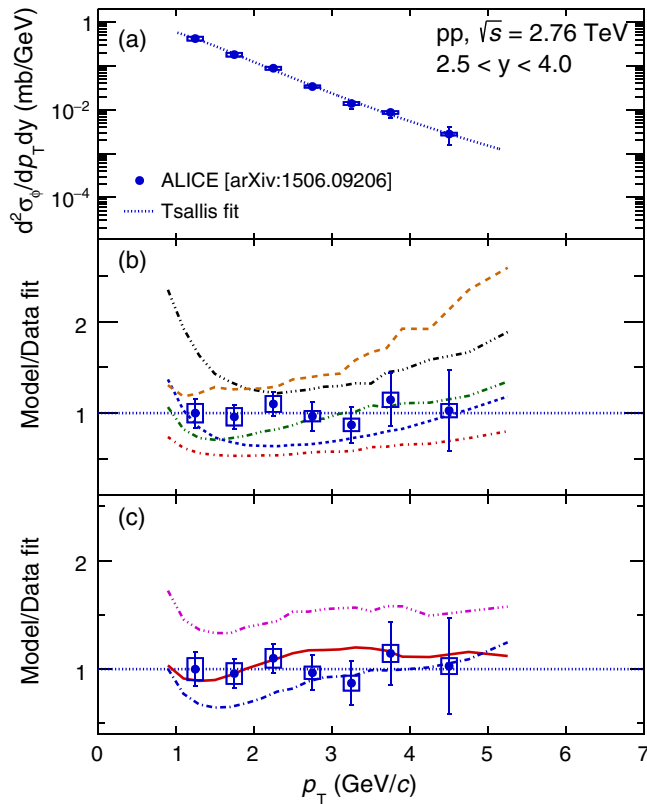 (a)
pp, √s = 2.76 TeV
2.5 < y < 4.0
1
10⁻²
10⁻⁴
d²σ_ϕ/dp_T dy (mb/GeV)
ALICE [arXiv:1506.09206]
Tsallis fit
(b)
2
1
Model/Data fit
(c)
2
1
Model/Data fit
0 1 2 3 4 5 6 7
p_T (GeV/c)